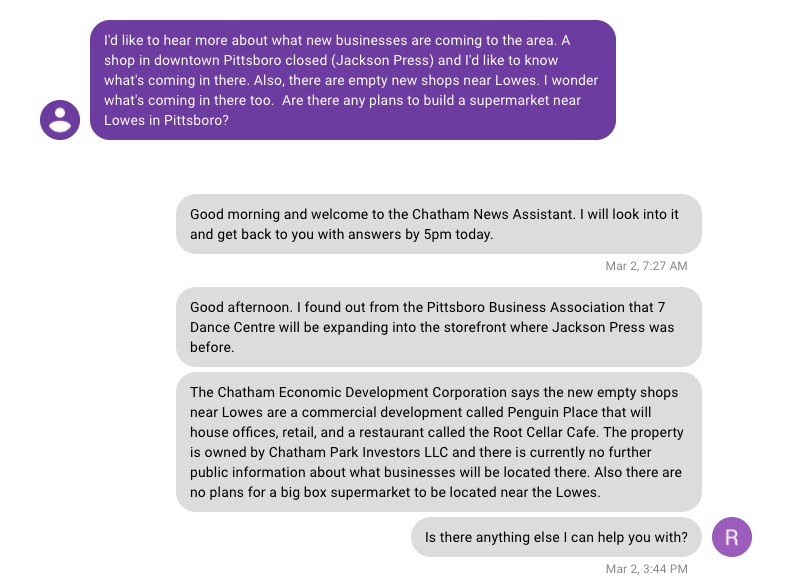 I'd like to hear more about what new businesses are coming to the area. A
shop in downtown Pittsboro closed (Jackson Press) and I'd like to know
what's coming in there. Also, there are empty new shops near Lowes. I wonder
what's coming in there too.  Are there any plans to build a supermarket near
Lowes in Pittsboro?
Good morning and welcome to the Chatham News Assistant. I will look into it
and get back to you with answers by 5pm today.
Mar 2, 7:27 AM
Good afternoon. I found out from the Pittsboro Business Association that 7
Dance Centre will be expanding into the storefront where Jackson Press was
before.
The Chatham Economic Development Corporation says the new empty shops
near Lowes are a commercial development called Penguin Place that will
house offices, retail, and a restaurant called the Root Cellar Cafe. The property
is owned by Chatham Park Investors LLC and there is currently no further
public information about what businesses will be located there. Also there are
no plans for a big box supermarket to be located near the Lowes.
Is there anything else I can help you with?
R
Mar 2, 3:44 PM